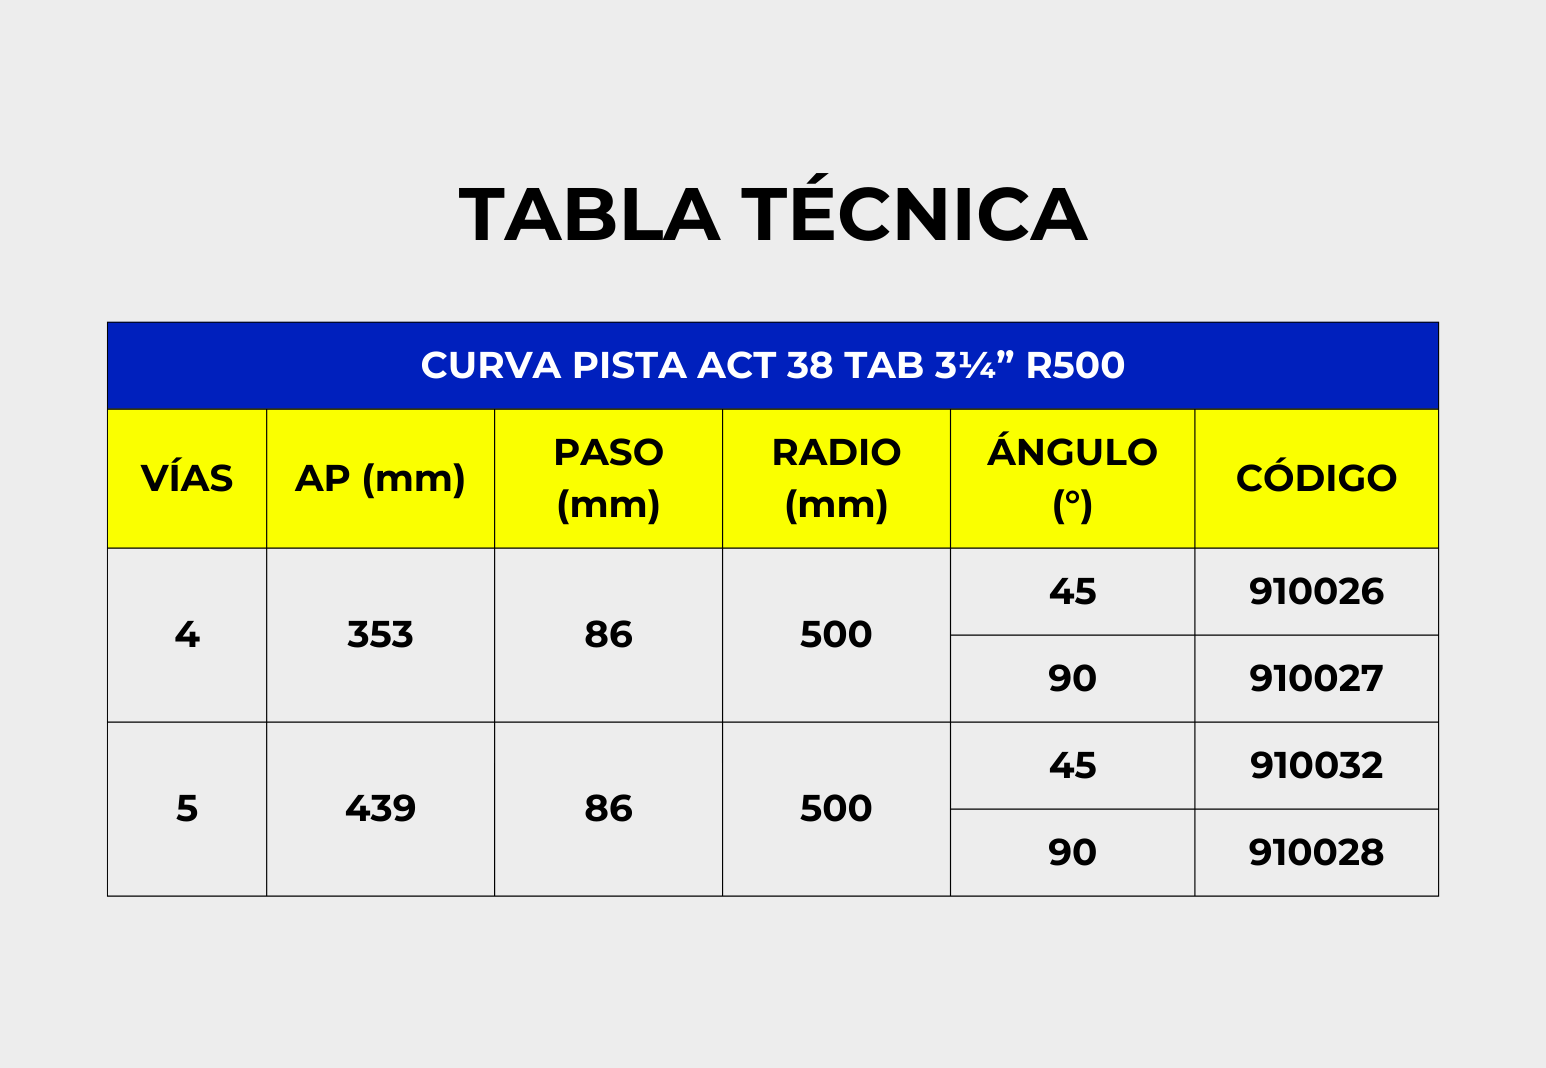 TABLA TÉCNICA
CURVA PISTA ACT 38 TAB 3¼” R500
VÍAS AP (mm) PASO (mm) RADIO (mm) ÁNGULO (º) CÓDIGO
4 353 86 500 45 910026
90 910027
5 439 86 500 45 910032
90 910028